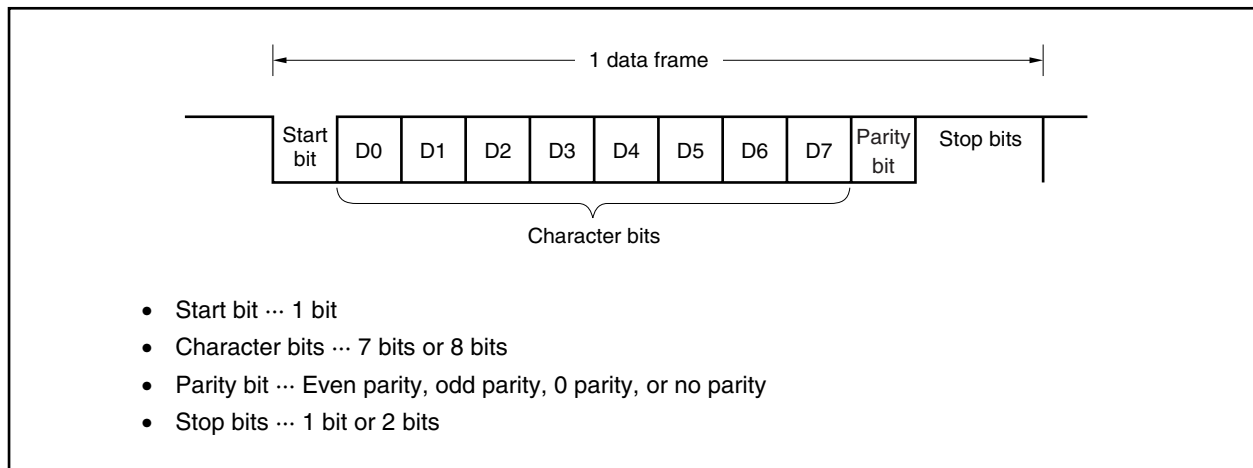 1 data frame
Start bit D0 D1 D2 D3 D4 D5 D6 D7 Parity bit Stop bits
Character bits
• Start bit ··· 1 bit
• Character bits ··· 7 bits or 8 bits
• Parity bit ··· Even parity, odd parity, 0 parity, or no parity
• Stop bits ··· 1 bit or 2 bits